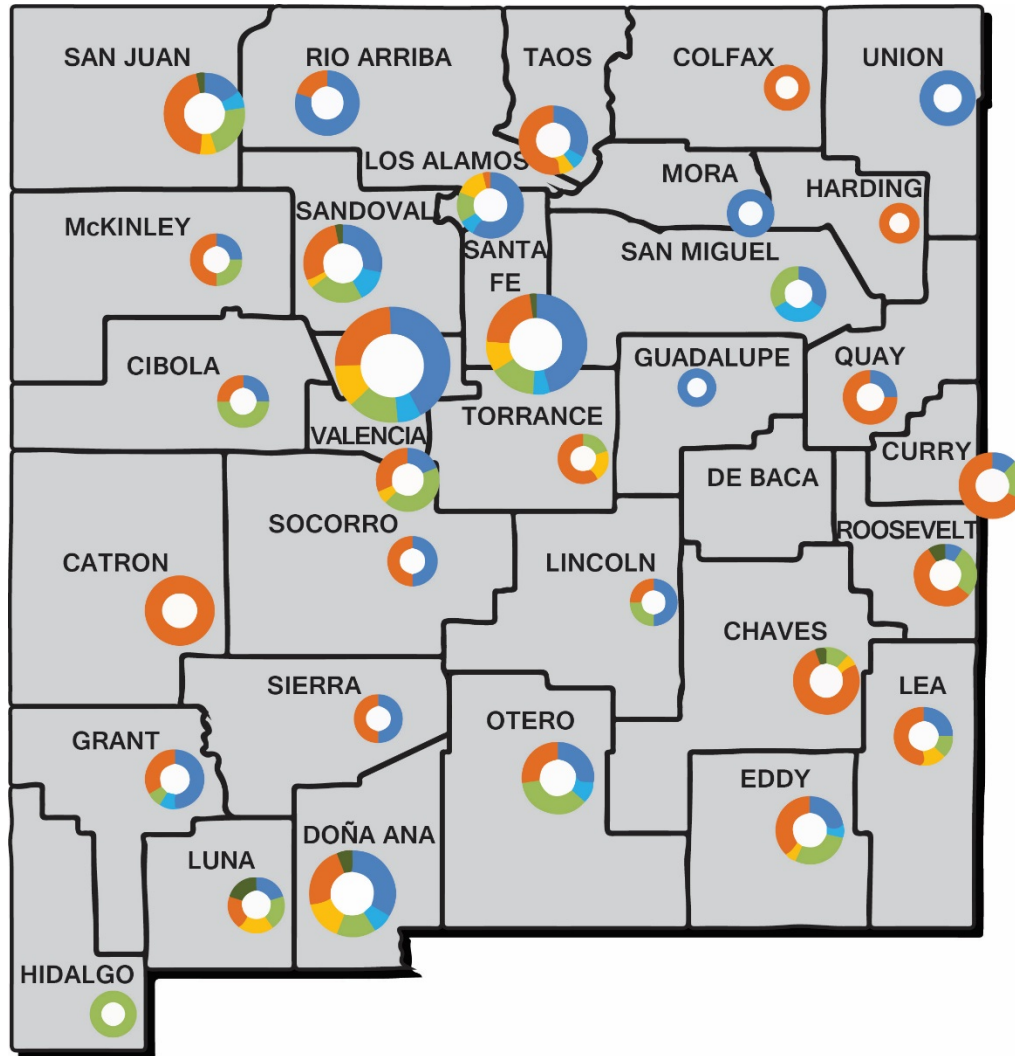 SAN JUAN
RIO ARRIBA
TAOS
COLFAX
UNION
LOS ALAMOS
MORA
HARDING
McKINLEY
SANDOVAL
SANTA
FE
SAN MIGUEL
CIBOLA
GUADALUPE
QUAY
VALENCIA
TORRANCE
CURRY
DE BACA
SOCORRO
ROOSEVELT
CATRON
LINCOLN
CHAVES
SIERRA
LEA
GRANT
OTERO
EDDY
LUNA
DOÑA ANA
HIDALGO